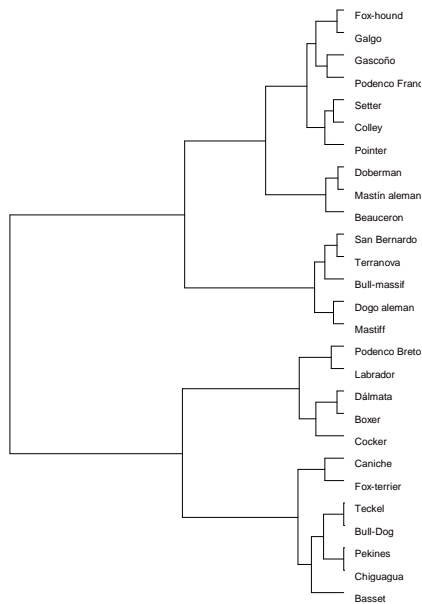 Fox-hound
Galgo
Gascoño
Podenco Franc
Setter
Colley
Pointer
Doberman
Mastín aleman
Beauceron
San Bernardo
Terranova
Bull-massif
Dogo aleman
Mastiff
Podenco Breto
Labrador
Dálmata
Boxer
Cocker
Caniche
Fox-terrier
Teckel
Bull-Dog
Pekines
Chiguagua
Basset